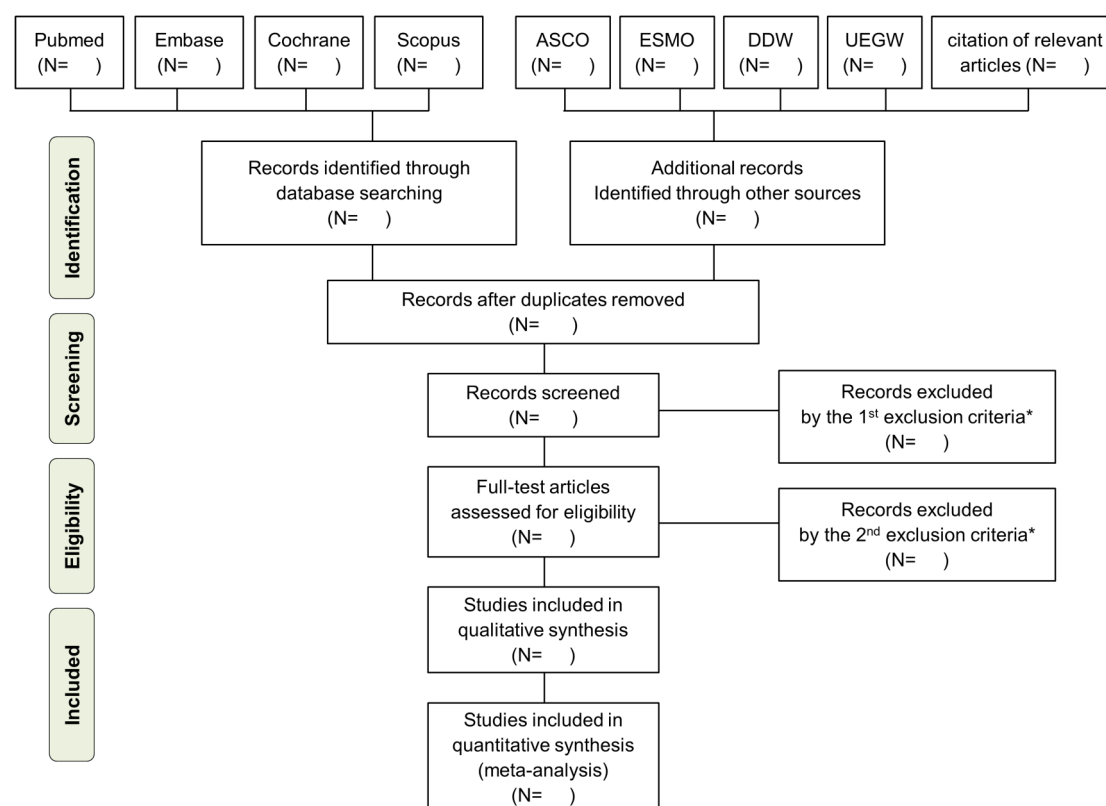 Pubmed
(N=     )
Embase
(N=     )
Cochrane
(N=     )
Scopus
(N=     )
ASCO
(N=     )
ESMO
(N=     )
DDW
(N=     )
UEGW
(N=     )
citation of relevant
articles (N=     )
Identification
Records identified through
database searching
(N=     )
Additional records
Identified through other sources
(N=     )
Records after duplicates removed
(N=     )
Screening
Records screened
(N=     )
Records excluded
by the 1st exclusion criteria*
(N=     )
Eligibility
Full-test articles
assessed for eligibility
(N=     )
Records excluded
by the 2nd exclusion criteria*
(N=     )
Included
Studies included in
qualitative synthesis
(N=     )
Studies included in
quantitative synthesis
(meta-analysis)
(N=     )